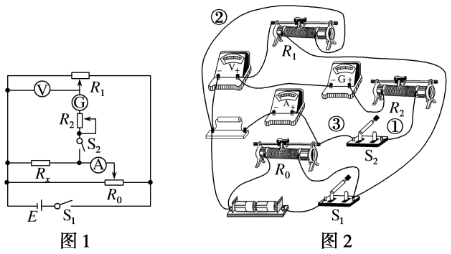 V
R₁
G
R₂
S₂
Rₓ
A
R₀
E
S₁
图1
②
R₁
V
G
R₂
A
③
①
S₂
R₀
S₁
图2